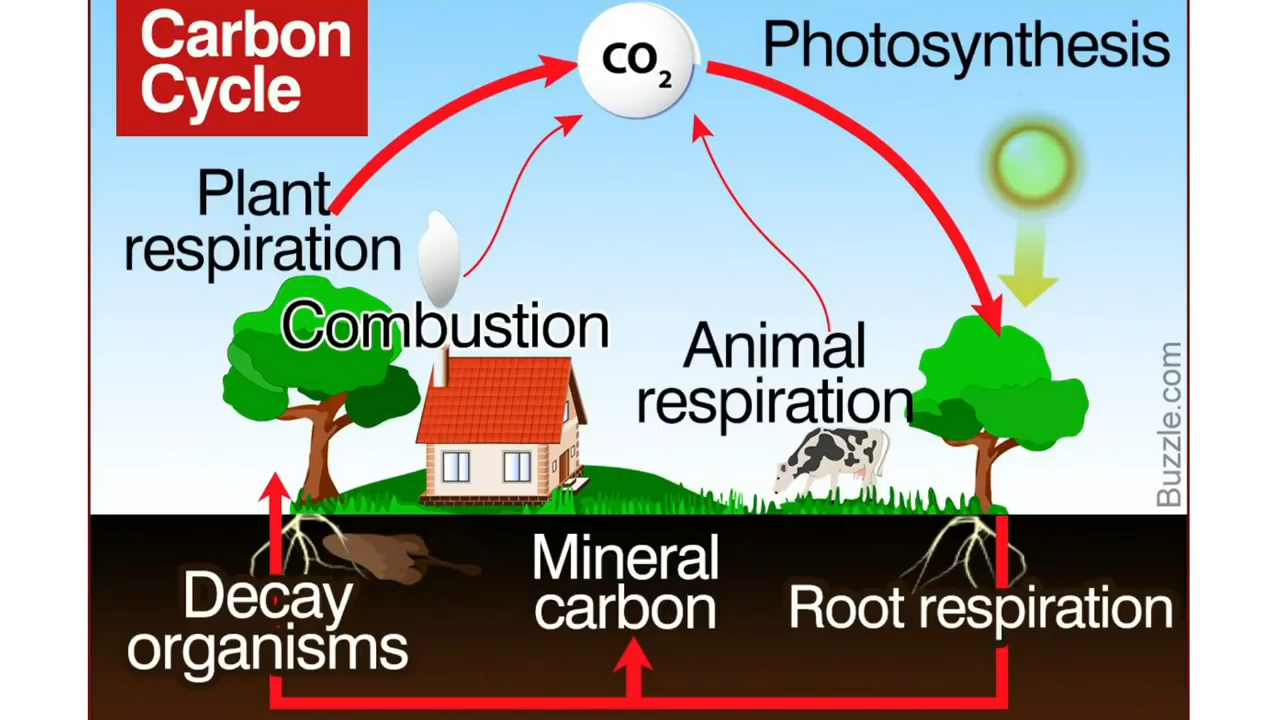 Carbon
Cycle
CO₂
Photosynthesis
Plant
respiration
Combustion
Animal
respiration
Buzzle.com
Decay
organisms
Mineral
carbon
Root respiration